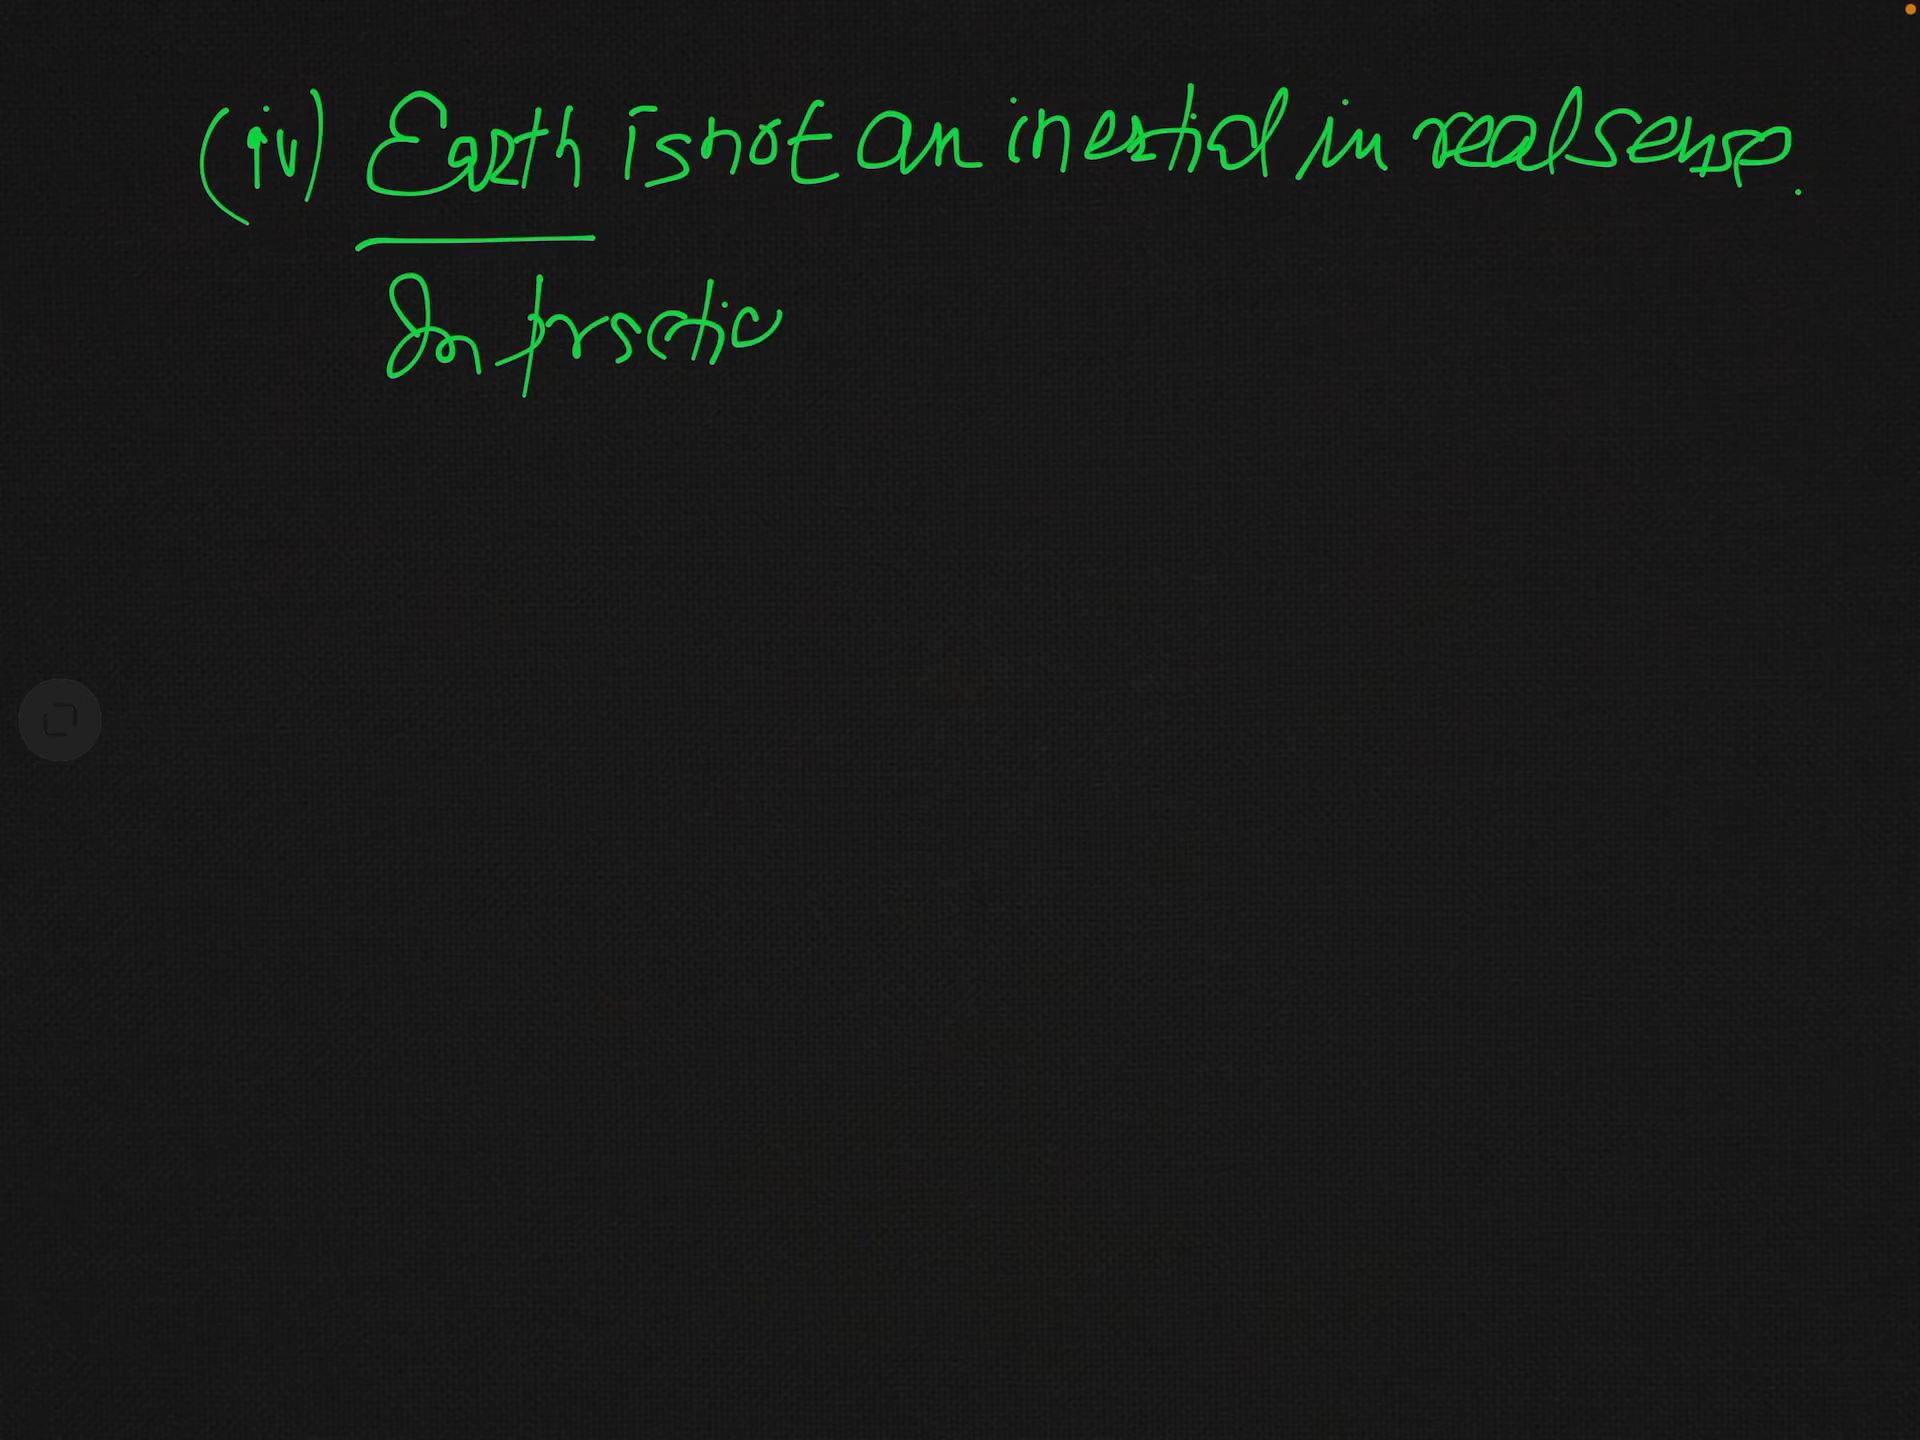 (iv) Earth is not an inertial in real sense.
In practic